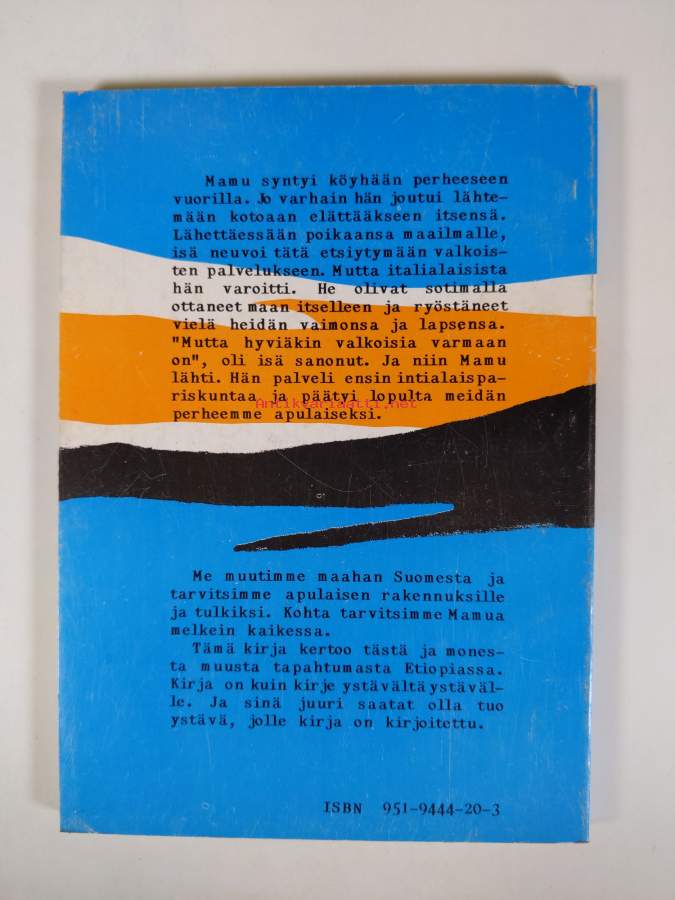 Mamu syntyi köyhään perheeseen
vuorilla. Jo varhain hän joutui lähte-
mään kotoaan elättääkseen itsensä.
Lähettäessään poikaansa maailmalle,
isä neuvoi tätä etsiytymään valkois-
ten palvelukseen. Mutta italialaisista
hän varoitti. He olivat sotimalla
ottaneet maan itselleen ja ryöstäneet
vielä heidän vaimonsa ja lapsensa.
"Mutta hyviäkin valkoisia varmaan
on", oli isä sanonut. Ja niin Mamu
lähti. Hän palveli ensin intialaispa-
riskuntaa ja päätyi lopulta meidän
Antikvariaatti.net
perheemme apulaiseksi.
Me muutimme maahan Suomesta ja
tarvitsimme apulaisen rakennuksille
ja tulkiksi. Kohta tarvitsimme Mamua
melkein kaikessa.
Tämä kirja kertoo tästä ja mones-
ta muusta tapahtumasta Etiopiassa.
Kirja on kuin kirje ystävältä ystäväl-
le. Ja sinä juuri saatat olla tuo
ystävä, jolle kirja on kirjoitettu.
ISBN 951-9444-20-3